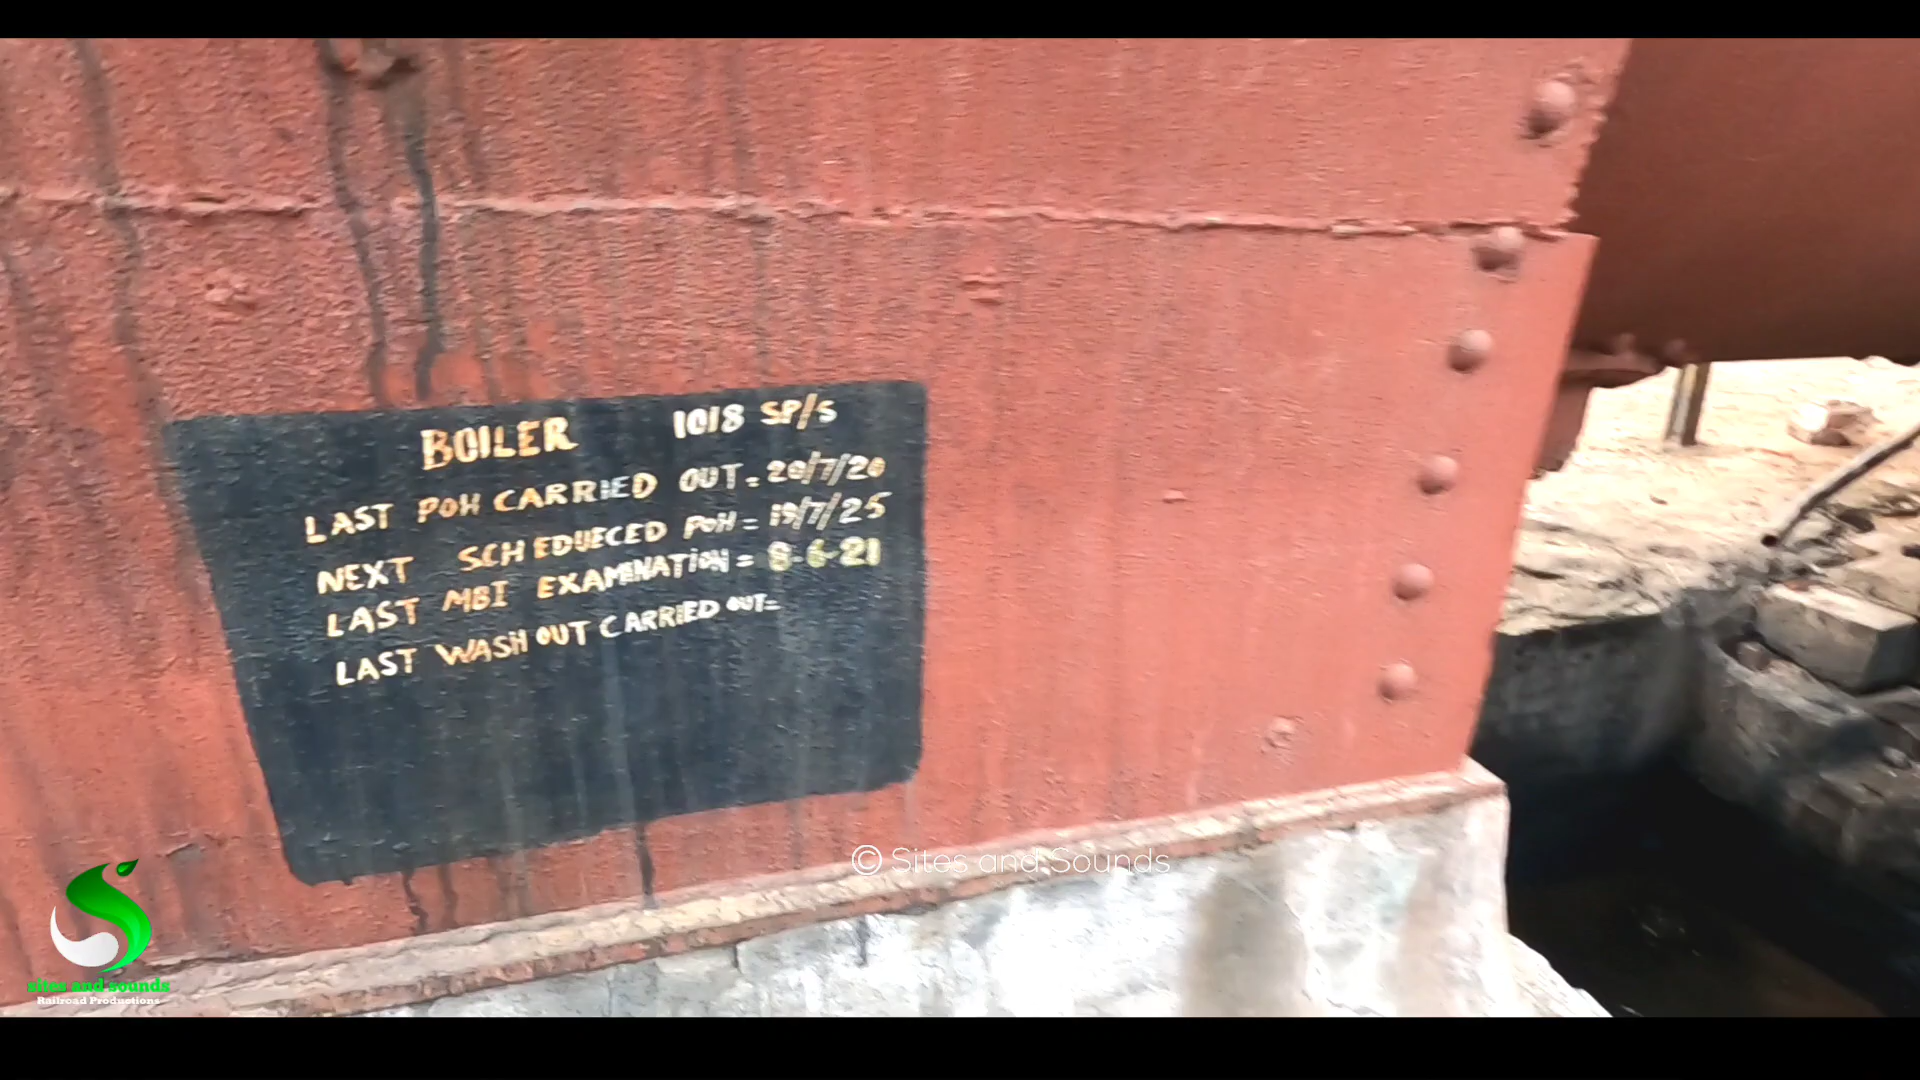 BOILER 1018 SP/S
LAST POH CARRIED OUT = 20/7/20
NEXT SCHEDUECED POH = 19/7/25
LAST MBI EXAMINATION = 8-6-21
LAST WASH OUT CARRIED OUT=
© Sites and Sounds
sites and sounds
Railroad Productions